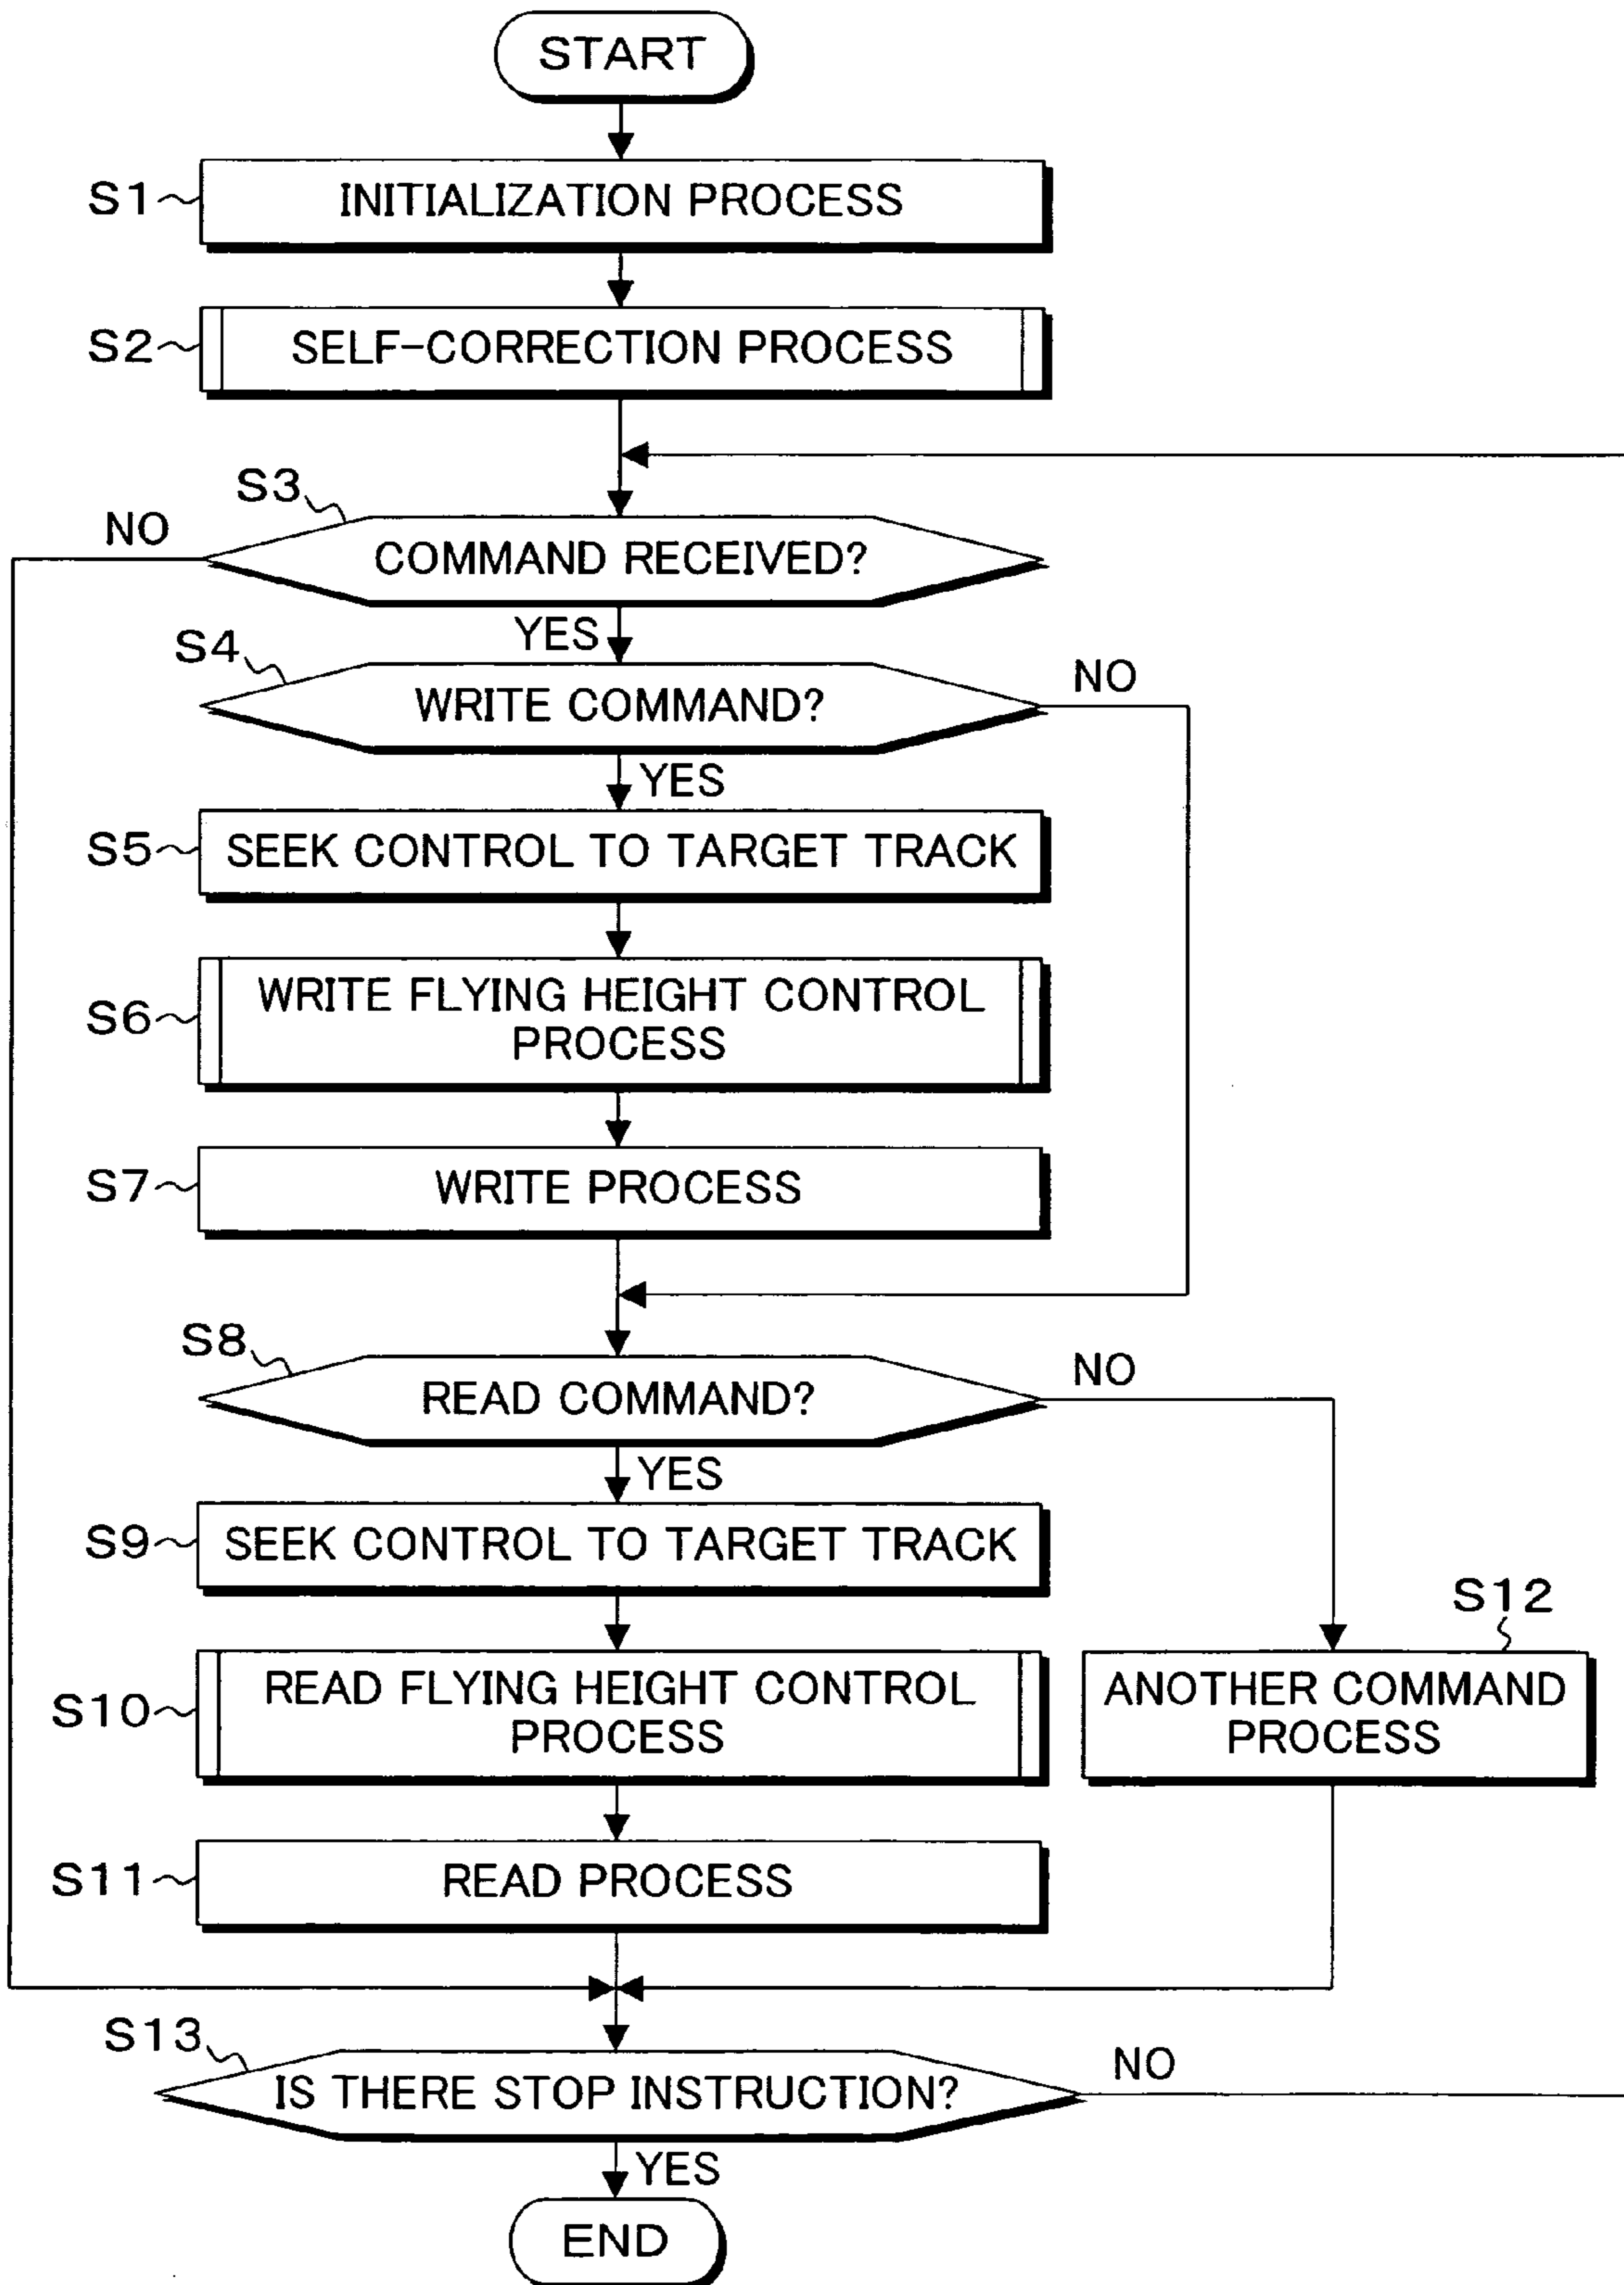 START
S1
INITIALIZATION PROCESS
S2
SELF-CORRECTION PROCESS
S3
NO
COMMAND RECEIVED?
YES
S4
NO
WRITE COMMAND?
YES
S5
SEEK CONTROL TO TARGET TRACK
S6
WRITE FLYING HEIGHT CONTROL
PROCESS
S7
WRITE PROCESS
S8
NO
READ COMMAND?
YES
S9
SEEK CONTROL TO TARGET TRACK
S12
S10
READ FLYING HEIGHT CONTROL
PROCESS
ANOTHER COMMAND
PROCESS
S11
READ PROCESS
S13
NO
IS THERE STOP INSTRUCTION?
YES
END